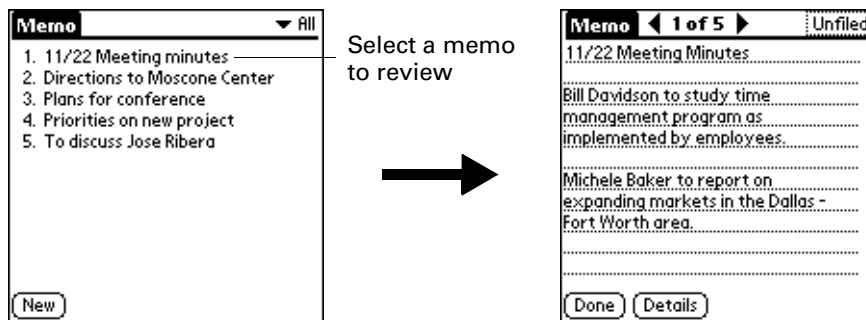 Memo All
1. 11/22 Meeting minutes
2. Directions to Moscone Center
3. Plans for conference
4. Priorities on new project
5. To discuss Jose Ribera
New
Select a memo
to review
Memo 1 of 5 Unfiled
11/22 Meeting Minutes
Bill Davidson to study time
management program as
implemented by employees.
Michele Baker to report on
expanding markets in the Dallas -
Fort Worth area.
Done Details